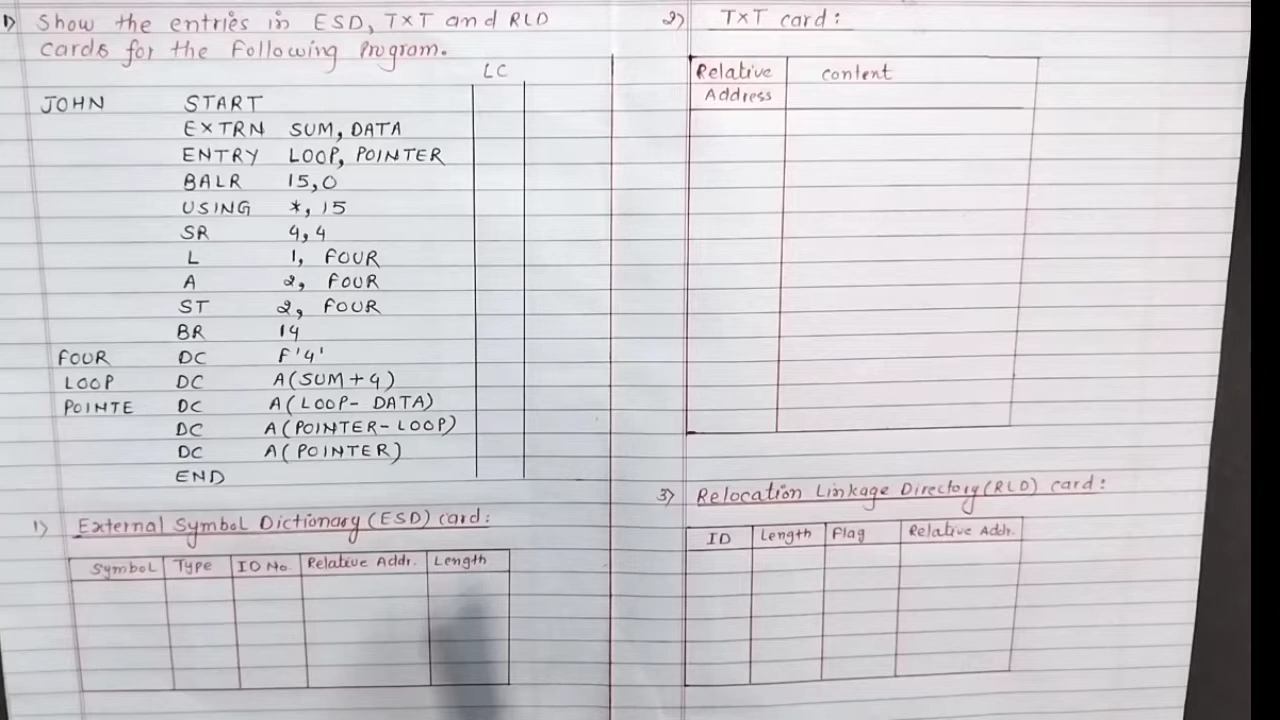 1) Show the entries in ESD, TXT and RLD
cards for the Following Program.
LC
JOHN START
EXTRN SUM, DATA
ENTRY LOOP, POINTER
BALR 15,0
USING *, 15
SR 4,4
L 1, FOUR
A 2, FOUR
ST 2, FOUR
BR 14
FOUR DC F'4'
LOOP DC A(SUM+4)
POINTE DC A(LOOP- DATA)
DC A(POINTER-LOOP)
DC A(POINTER)
END
1) External Symbol Dictionary (ESD) card:
Symbol Type ID No. Relative Addr. Length
2) TXT card:
Relative Address content
3) Relocation Linkage Directory(RLD) card:
ID Length Flag Relative Addr.